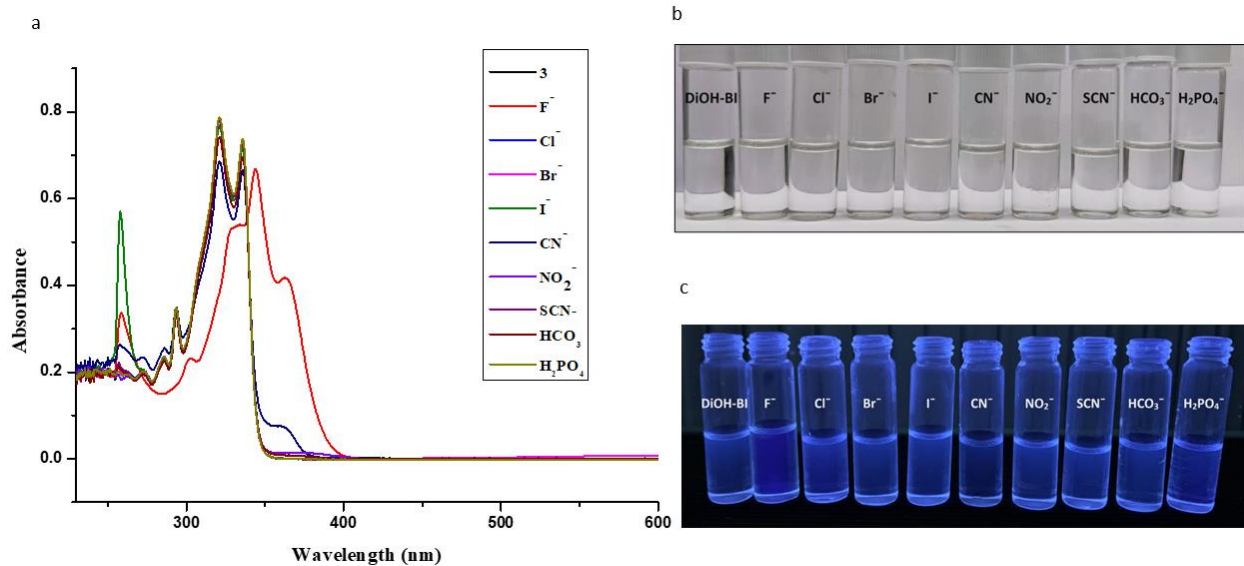 a
0.8
0.6
0.4
0.2
0.0
Absorbance
300
400
500
600
Wavelength (nm)
3
F⁻
Cl⁻
Br⁻
I⁻
CN⁻
NO₂⁻
SCN-
HCO₃
H₂PO₄
b
DiOH-BI F⁻ Cl⁻ Br⁻ I⁻ CN⁻ NO₂⁻ SCN⁻ HCO₃⁻ H₂PO₄⁻
c
DiOH-BI F⁻ Cl⁻ Br⁻ I⁻ CN⁻ NO₂⁻ SCN⁻ HCO₃⁻ H₂PO₄⁻